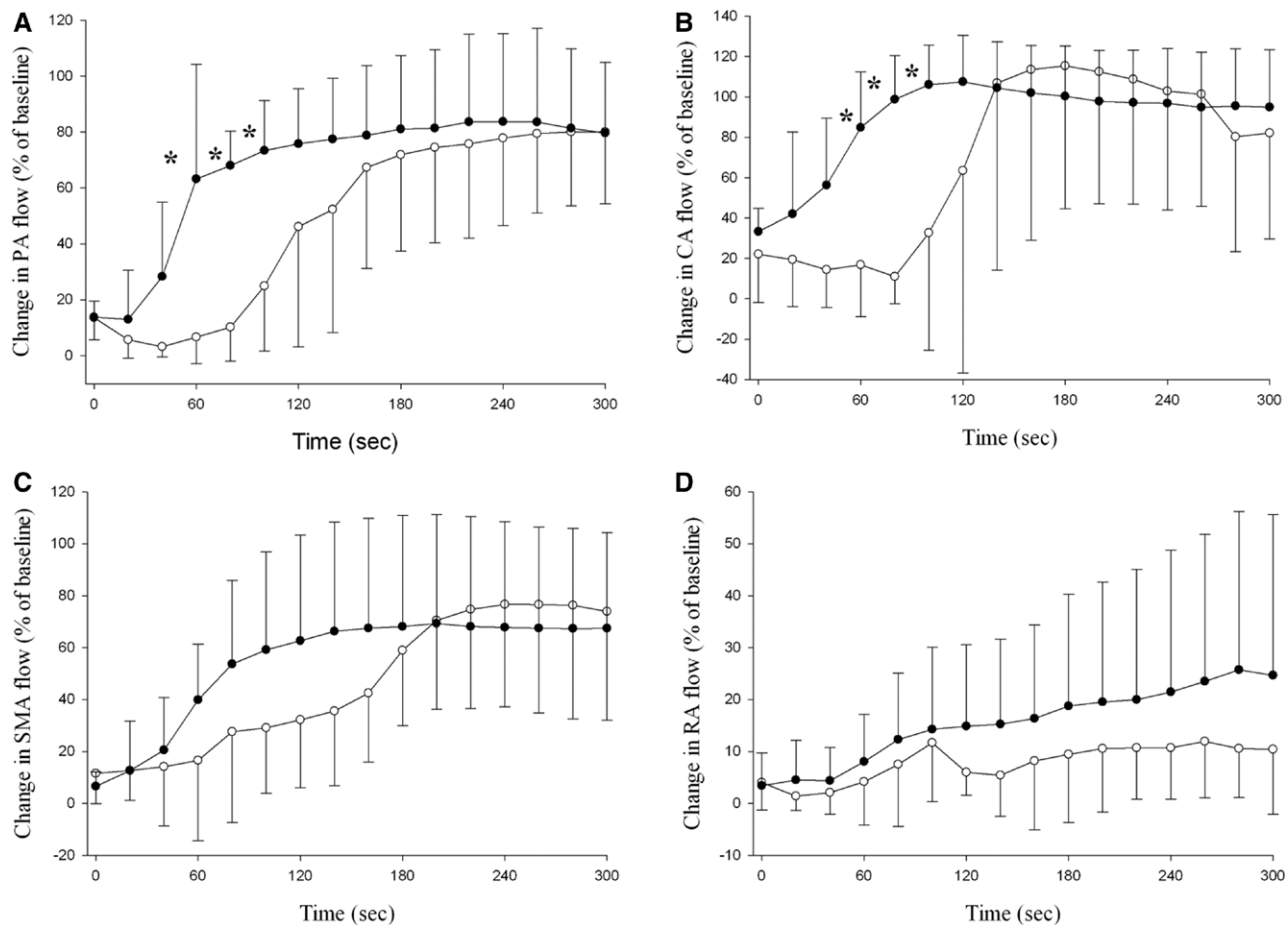 A
Change in PA flow (% of baseline)
120
100
80
60
40
20
0
* * *
0 60 120 180 240 300
Time (sec)
B
Change in CA flow (% of baseline)
140
120
100
80
60
40
20
0
-20
-40
* * *
0 60 120 180 240 300
Time (sec)
C
Change in SMA flow (% of baseline)
120
100
80
60
40
20
0
-20
0 60 120 180 240 300
Time (sec)
D
Change in RA flow (% of baseline)
60
50
40
30
20
10
0
-10
0 60 120 180 240 300
Time (sec)